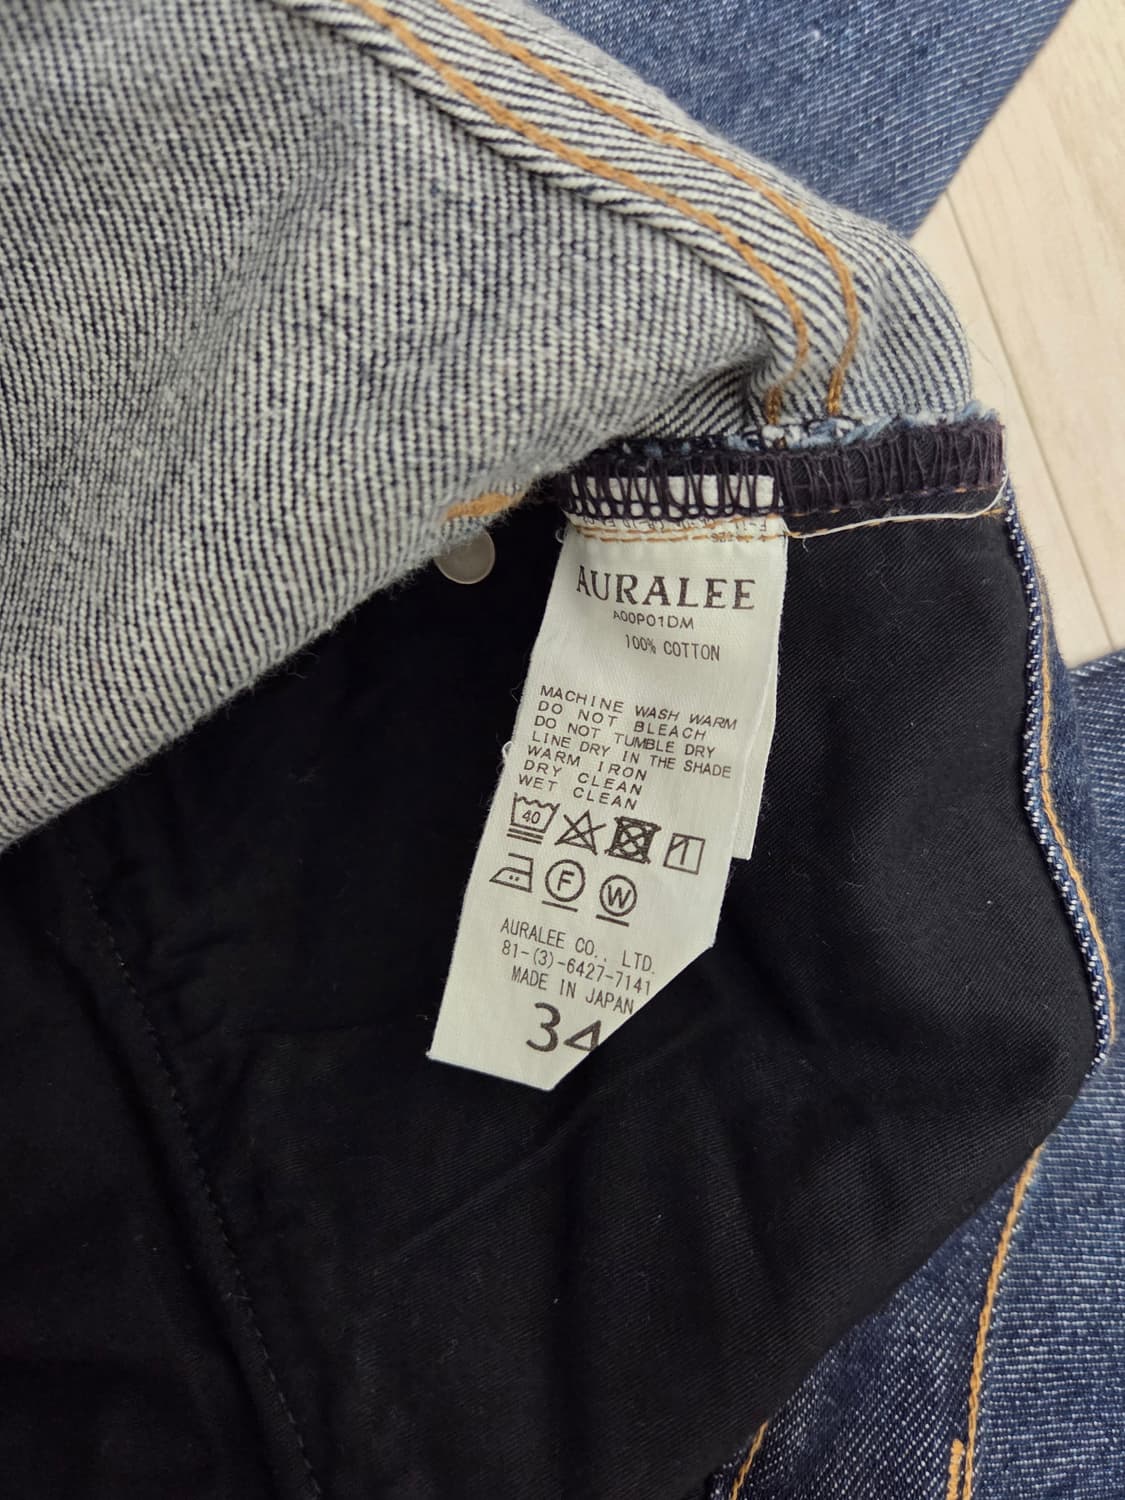 AURALEE
A00P01DM
100% COTTON
MACHINE WASH WARM
DO NOT BLEACH
DO NOT TUMBLE DRY
LINE DRY IN THE SHADE
WARM IRON
DRY CLEAN
WET CLEAN
40
F W
AURALEE CO., LTD.
81-(3)-6427-7141
MADE IN JAPAN
34